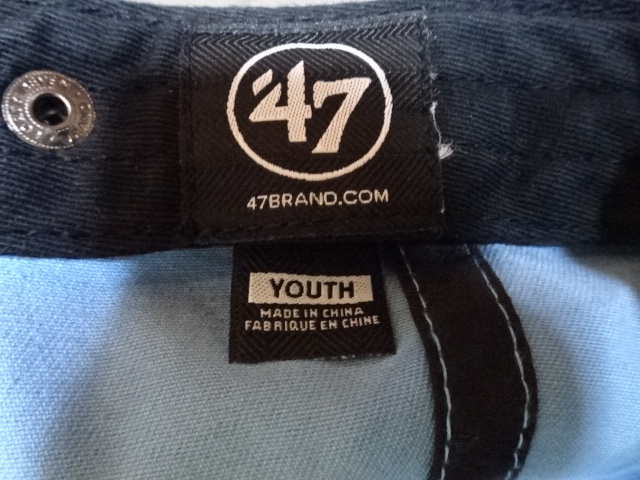 '47
47BRAND.COM
YOUTH
MADE IN CHINA
FABRIQUE EN CHINE